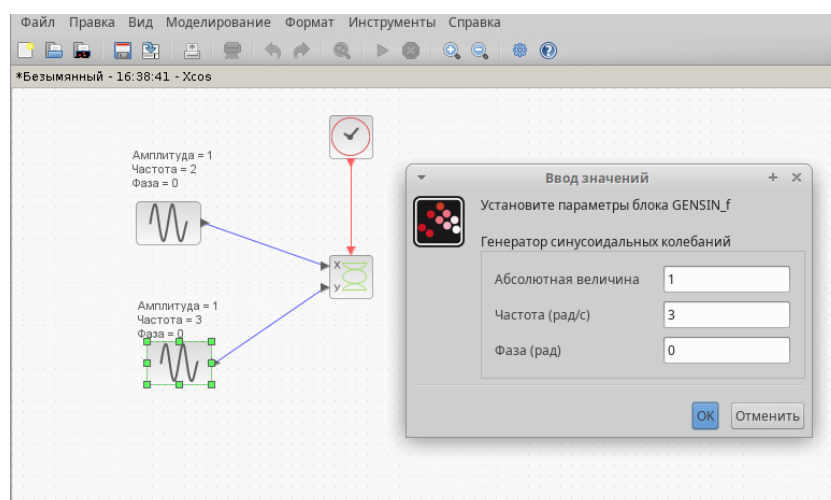 Файл Правка Вид Моделирование Формат Инструменты Справка
*Безымянный - 16:38:41 - Xcos
Амплитуда = 1
Частота = 2
Фаза = 0
X
У
Амплитуда = 1
Частота = 3
Фаза = 0
Ввод значений
Установите параметры блока GENSIN_f
Генератор синусоидальных колебаний
Абсолютная величина 1
Частота (рад/с) 3
Фаза (рад) 0
ОК Отменить